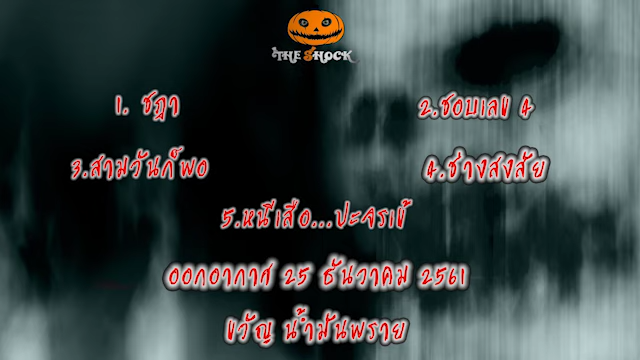 THE SHOCK
1. ชฎา
2.ชอบเลข 4
3.สามวันก็พอ
4.ช่างสงสัย
5.หนีเสือ...ปะจรเข้
ออกอากาศ 25 ธันวาคม 2561
ขวัญ น้ำมันพราย